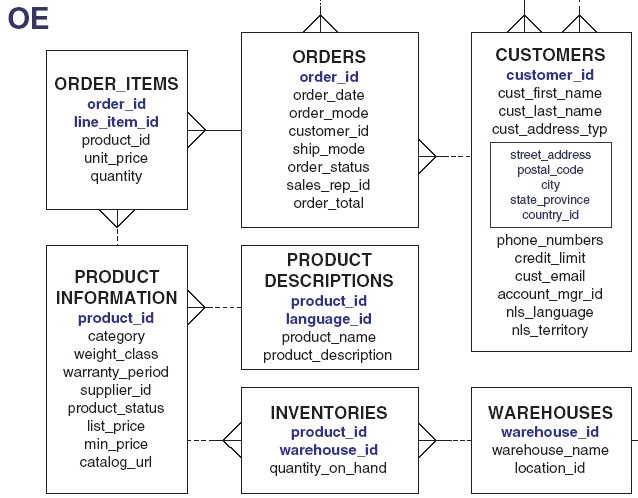 OE
ORDER_ITEMS
order_id
line_item_id
product_id
unit_price
quantity
ORDERS
order_id
order_date
order_mode
customer_id
ship_mode
order_status
sales_rep_id
order_total
CUSTOMERS
customer_id
cust_first_name
cust_last_name
cust_address_typ
street_address
postal_code
city
state_province
country_id
phone_numbers
credit_limit
cust_email
account_mgr_id
nls_language
nls_territory
PRODUCT
INFORMATION
product_id
category
weight_class
warranty_period
supplier_id
product_status
list_price
min_price
catalog_url
PRODUCT
DESCRIPTIONS
product_id
language_id
product_name
product_description
INVENTORIES
product_id
warehouse_id
quantity_on_hand
WAREHOUSES
warehouse_id
warehouse_name
location_id